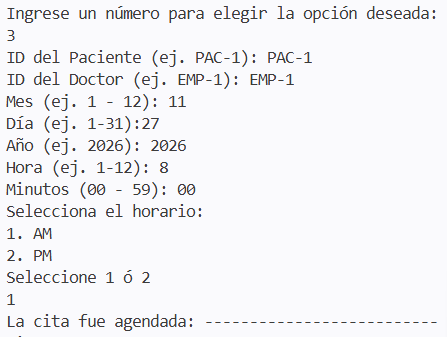 Ingrese un número para elegir la opción deseada:
3
ID del Paciente (ej. PAC-1): PAC-1
ID del Doctor (ej. EMP-1): EMP-1
Mes (ej. 1 - 12): 11
Día (ej. 1-31):27
Año (ej. 2026): 2026
Hora (ej. 1-12): 8
Minutos (00 - 59): 00
Selecciona el horario:
1. AM
2. PM
Seleccione 1 ó 2
1
La cita fue agendada: --------------------------